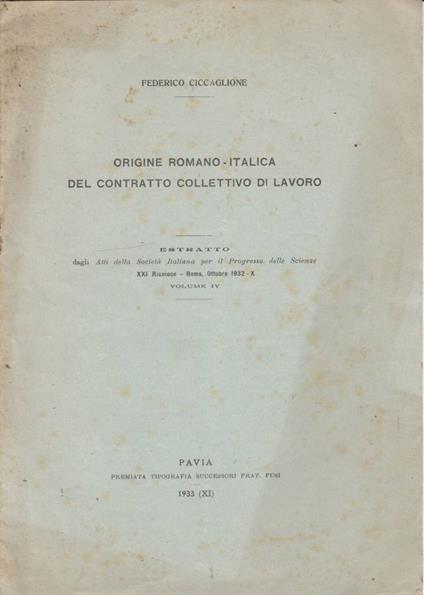 FEDERICO CICCAGLIONE
ORIGINE ROMANO-ITALICA
DEL CONTRATTO COLLETTIVO DI LAVORO
ESTRATTO
dagli Atti della Società Italiana per il Progresso delle Scienze
XXI Riunione - Roma, Ottobre 1932 - X
VOLUME IV
PAVIA
PREMIATA TIPOGRAFIA SUCCESSORI FRAT. FUSI
1933 (XI)